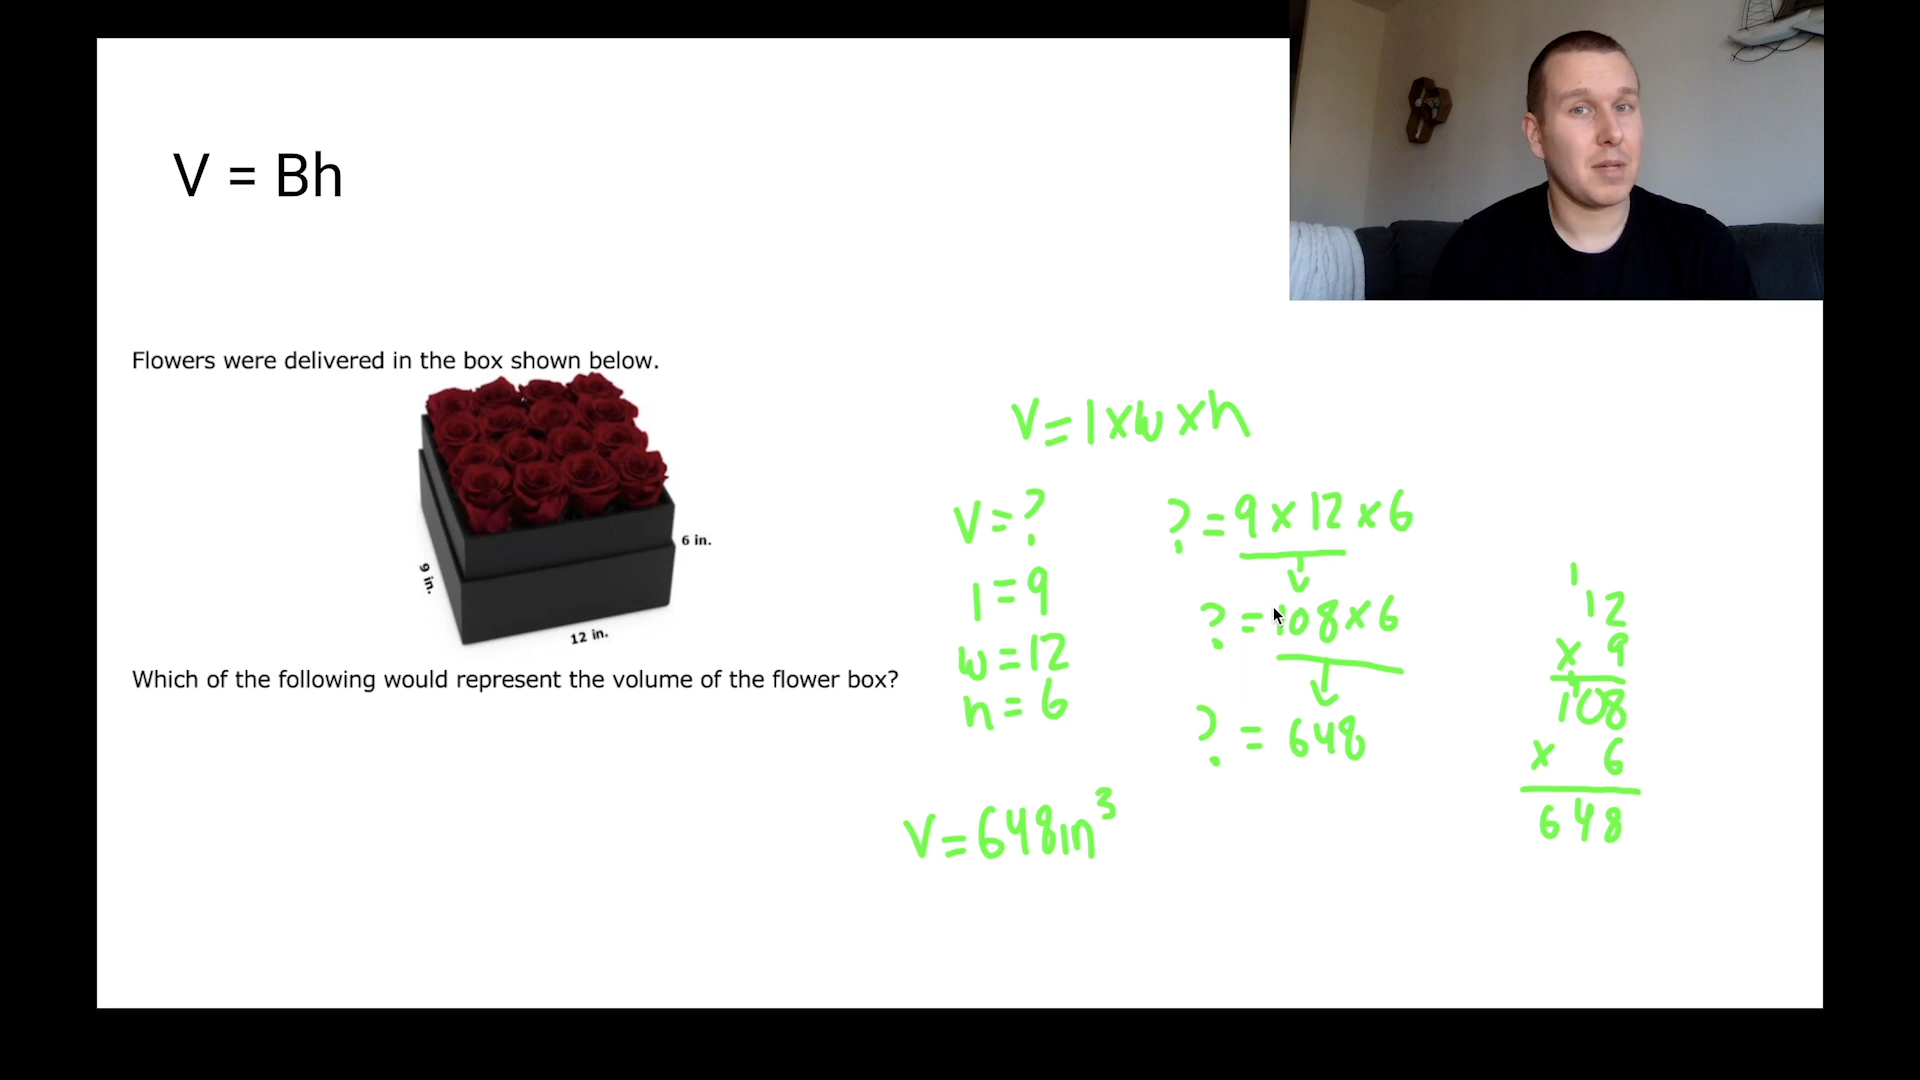 V = Bh
Flowers were delivered in the box shown below.
6 in.
9 in.
12 in.
Which of the following would represent the volume of the flower box?
V=l×w×h
V=?
l=9
w=12
h=6
?=9×12×6
?=108×6
?=648
V=648in³
1
12
× 9
108
× 6
648